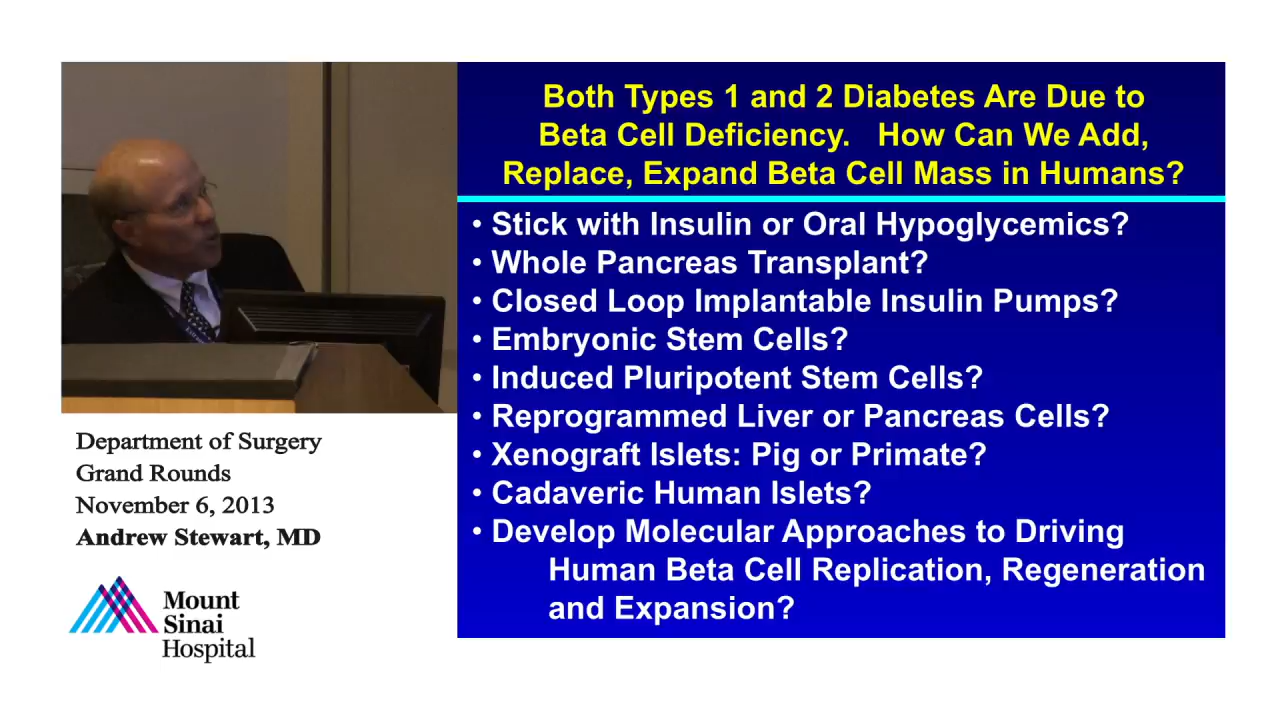 Both Types 1 and 2 Diabetes Are Due to
Beta Cell Deficiency. How Can We Add,
Replace, Expand Beta Cell Mass in Humans?
• Stick with Insulin or Oral Hypoglycemics?
• Whole Pancreas Transplant?
• Closed Loop Implantable Insulin Pumps?
• Embryonic Stem Cells?
• Induced Pluripotent Stem Cells?
• Reprogrammed Liver or Pancreas Cells?
• Xenograft Islets: Pig or Primate?
• Cadaveric Human Islets?
• Develop Molecular Approaches to Driving
Human Beta Cell Replication, Regeneration
and Expansion?
Department of Surgery
Grand Rounds
November 6, 2013
Andrew Stewart, MD
Mount
Sinai
Hospital